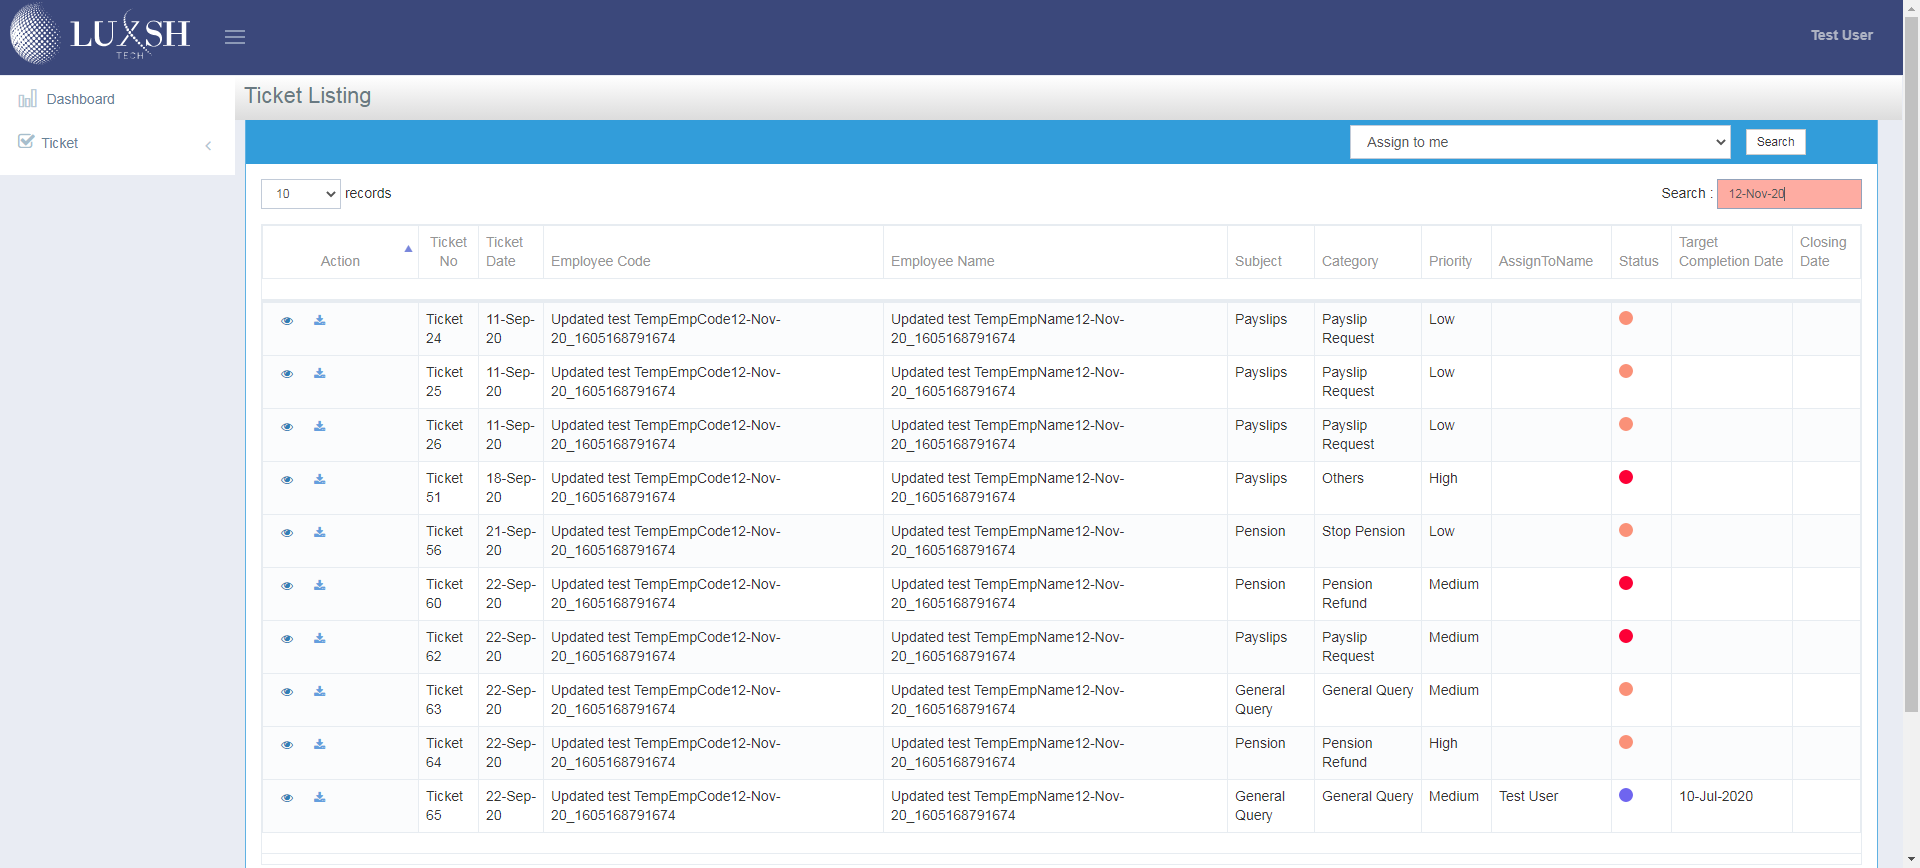 LUXSH
TECH
Test User
Dashboard
Ticket
Ticket Listing
Assign to me
Search
10 records
Search : 12-Nov-20
Action Ticket No Ticket Date Employee Code Employee Name Subject Category Priority AssignToName Status Target Completion Date Closing Date
Ticket 11-Sep- Updated test TempEmpCode12-Nov- Updated test TempEmpName12-Nov- Payslips Payslip Low
24 20 20_1605168791674 20_1605168791674 Request
Ticket 11-Sep- Updated test TempEmpCode12-Nov- Updated test TempEmpName12-Nov- Payslips Payslip Low
25 20 20_1605168791674 20_1605168791674 Request
Ticket 11-Sep- Updated test TempEmpCode12-Nov- Updated test TempEmpName12-Nov- Payslips Payslip Low
26 20 20_1605168791674 20_1605168791674 Request
Ticket 18-Sep- Updated test TempEmpCode12-Nov- Updated test TempEmpName12-Nov- Payslips Others High
51 20 20_1605168791674 20_1605168791674
Ticket 21-Sep- Updated test TempEmpCode12-Nov- Updated test TempEmpName12-Nov- Pension Stop Pension Low
56 20 20_1605168791674 20_1605168791674
Ticket 22-Sep- Updated test TempEmpCode12-Nov- Updated test TempEmpName12-Nov- Pension Pension Medium
60 20 20_1605168791674 20_1605168791674 Refund
Ticket 22-Sep- Updated test TempEmpCode12-Nov- Updated test TempEmpName12-Nov- Payslips Payslip Medium
62 20 20_1605168791674 20_1605168791674 Request
Ticket 22-Sep- Updated test TempEmpCode12-Nov- Updated test TempEmpName12-Nov- General General Query Medium
63 20 20_1605168791674 20_1605168791674 Query
Ticket 22-Sep- Updated test TempEmpCode12-Nov- Updated test TempEmpName12-Nov- Pension Pension High
64 20 20_1605168791674 20_1605168791674 Refund
Ticket 22-Sep- Updated test TempEmpCode12-Nov- Updated test TempEmpName12-Nov- General General Query Medium Test User 10-Jul-2020
65 20 20_1605168791674 20_1605168791674 Query